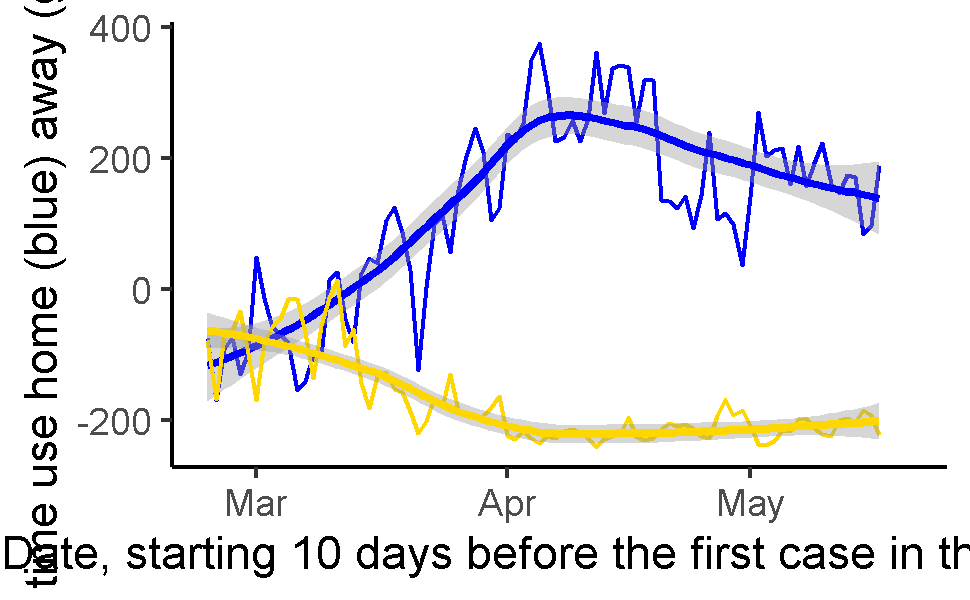 time use home (blue) away (
400
200
0
-200
Mar Apr May
Date, starting 10 days before the first case in th